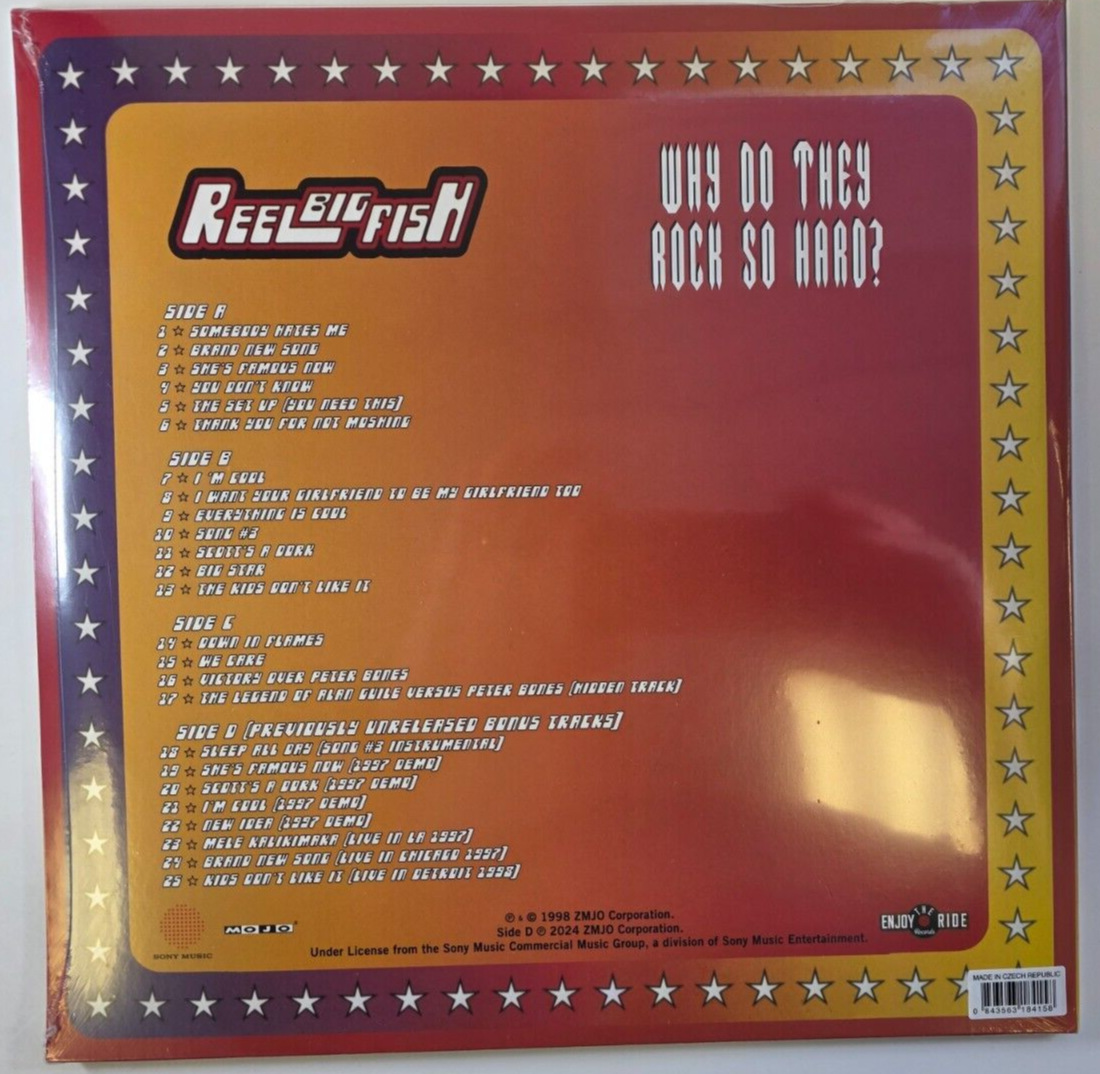 REEL BIG FISH
WHY DO THEY
ROCK SO HARD?
SIDE A
1 ☆ SOMEBODY HATES ME
2 ☆ BRAND NEW SONG
3 ☆ SHE'S FAMOUS NOW
4 ☆ YOU DON'T KNOW
5 ☆ THE SET UP (YOU NEED THIS)
6 ☆ THANK YOU FOR NOT MOSHING
SIDE B
7 ☆ I'M COOL
8 ☆ I WANT YOUR GIRLFRIEND TO BE MY GIRLFRIEND TOO
9 ☆ EVERYTHING IS COOL
10 ☆ SONG #3
11 ☆ SCOTT'S A DORK
12 ☆ BIG STAR
13 ☆ THE KIDS DON'T LIKE IT
SIDE C
14 ☆ DOWN IN FLAMES
15 ☆ WE CARE
16 ☆ VICTORY OVER PETER BONES
17 ☆ THE LEGEND OF ALAN GUILE VERSUS PETER BONES (HIDDEN TRACK)
SIDE D (PREVIOUSLY UNRELEASED BONUS TRACKS)
18 ☆ SLEEP ALL DAY (SONG #3 INSTRUMENTAL)
19 ☆ SHE'S FAMOUS NOW (1997 DEMO)
20 ☆ SCOTT'S A DORK (1997 DEMO)
21 ☆ I'M COOL (1997 DEMO)
22 ☆ NEW IDEA (1997 DEMO)
23 ☆ MELE KALIKIMAKA (LIVE IN LA 1997)
24 ☆ BRAND NEW SONG (LIVE IN CHICAGO 1997)
25 ☆ KIDS DON'T LIKE IT (LIVE IN DETROIT 1998)
SONY MUSIC
MOJO
℗ & © 1998 ZMJO Corporation.
Side D ℗ 2024 ZMJO Corporation.
Under License from the Sony Music Commercial Music Group, a division of Sony Music Entertainment.
ENJOY THE RIDE
Records
MADE IN CZECH REPUBLIC
0 843563 184158